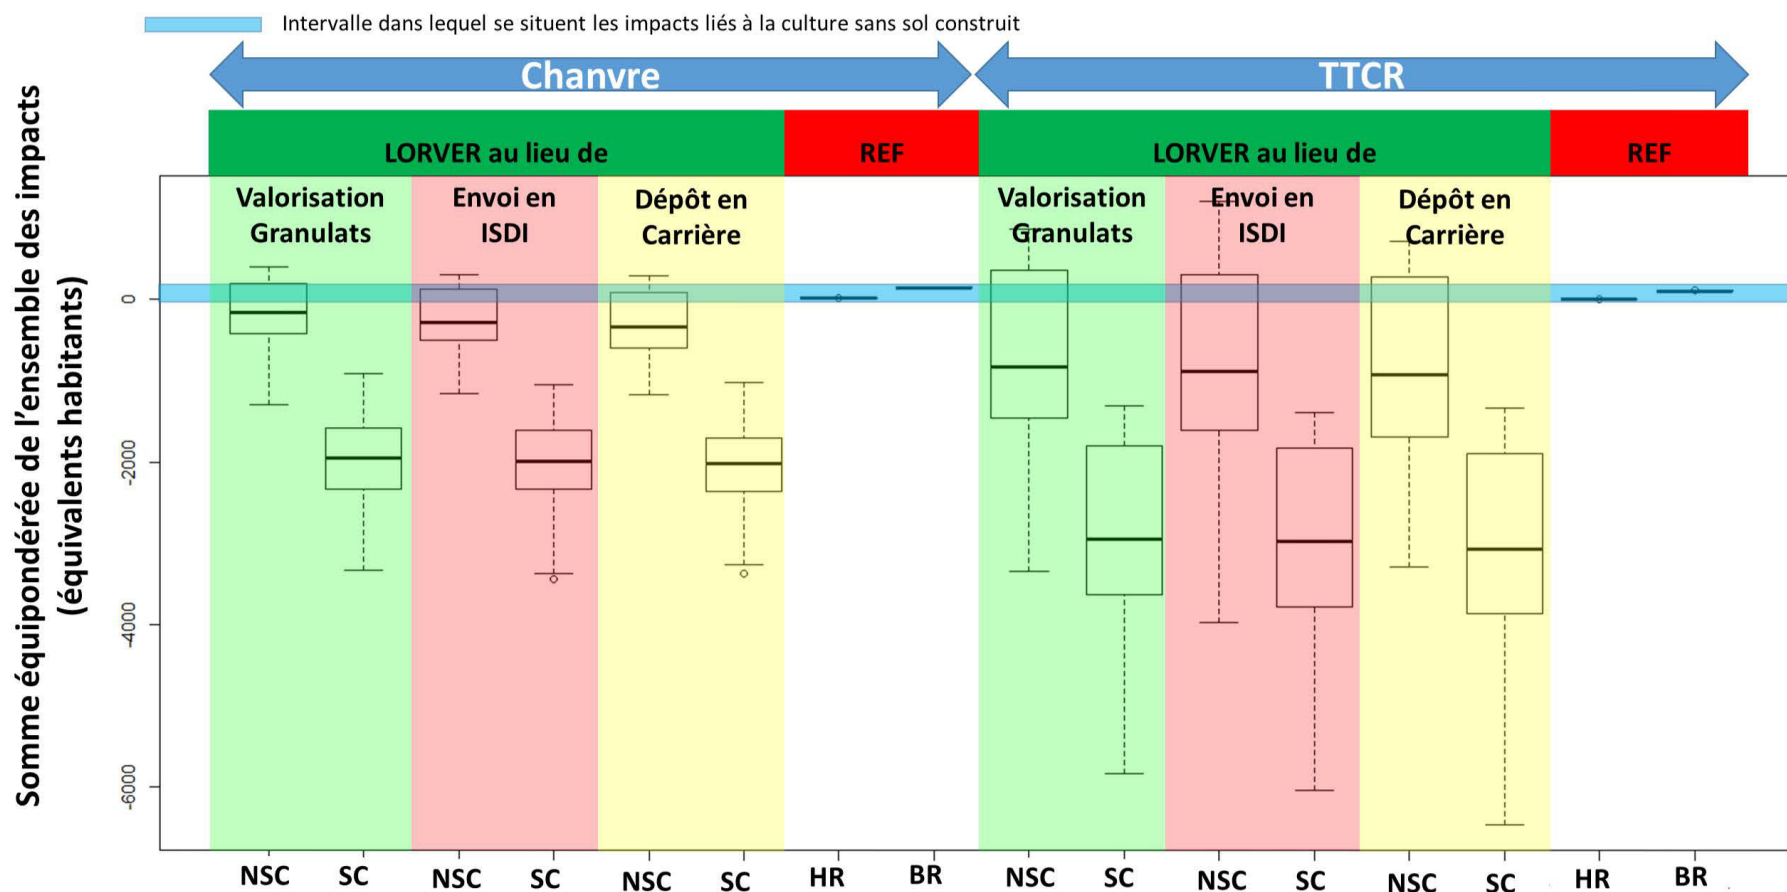 Intervalle dans lequel se situent les impacts liés à la culture sans sol construit
Chanvre
TTCR
LORVER au lieu de
REF
LORVER au lieu de
REF
Valorisation
Granulats
Envoi en
ISDI
Dépôt en
Carrière
Valorisation
Granulats
Envoi en
ISDI
Dépôt en
Carrière
Somme équipondérée de l'ensemble des impacts
(équivalents habitants)
0
-2000
-4000
-6000
NSC SC NSC SC NSC SC HR BR NSC SC NSC SC NSC SC HR BR